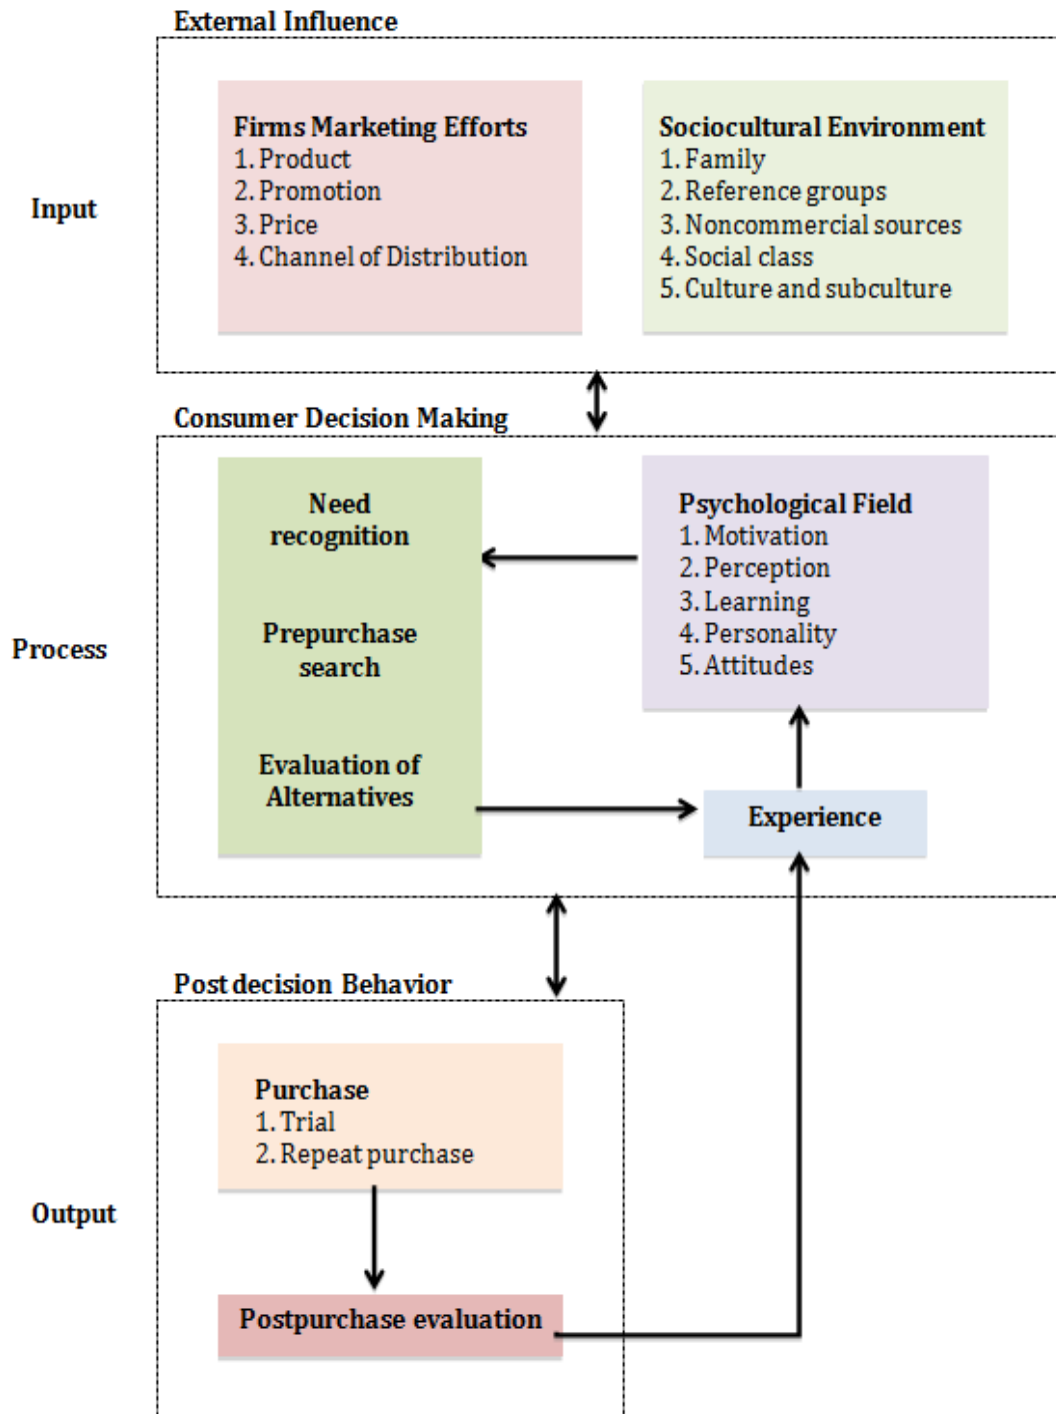 External Influence
Input
Firms Marketing Efforts
1. Product
2. Promotion
3. Price
4. Channel of Distribution
Sociocultural Environment
1. Family
2. Reference groups
3. Noncommercial sources
4. Social class
5. Culture and subculture
Consumer Decision Making
Process
Need
recognition
Prepurchase
search
Evaluation of
Alternatives
Psychological Field
1. Motivation
2. Perception
3. Learning
4. Personality
5. Attitudes
Experience
Post decision Behavior
Output
Purchase
1. Trial
2. Repeat purchase
Postpurchase evaluation